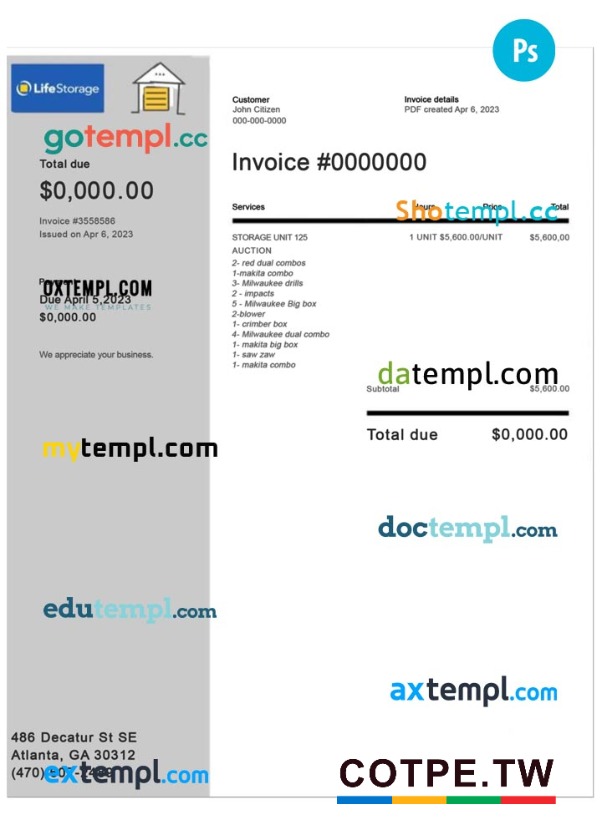 Ps
LifeStorage
gotempl.cc
Total due
$0,000.00
Invoice #3558586
Issued on Apr 6, 2023
OXTEMPL.COM
WE MAKE TEMPLATES
Due April 5,2023
$0,000.00
We appreciate your business.
mytempl.com
edutempl.com
486 Decatur St SE
Atlanta, GA 30312
(470)
extempl.com
Customer
John Citizen
000-000-0000
Invoice details
PDF created Apr 6, 2023
Invoice #0000000
Services Hours Price Total
Shotempl.cc
STORAGE UNIT 125 1 UNIT $5,600.00/UNIT $5,600,00
AUCTION
2- red dual combos
1-makita combo
3- Milwaukee drills
2 - impacts
5 - Milwaukee Big box
2-blower
1- crimber box
4- Milwaukee dual combo
1- makita big box
1- saw zaw
1- makita combo
datempl.com
Subtotal $5,600.00
Total due $0,000.00
doctempl.com
axtempl.com
COTPE.TW